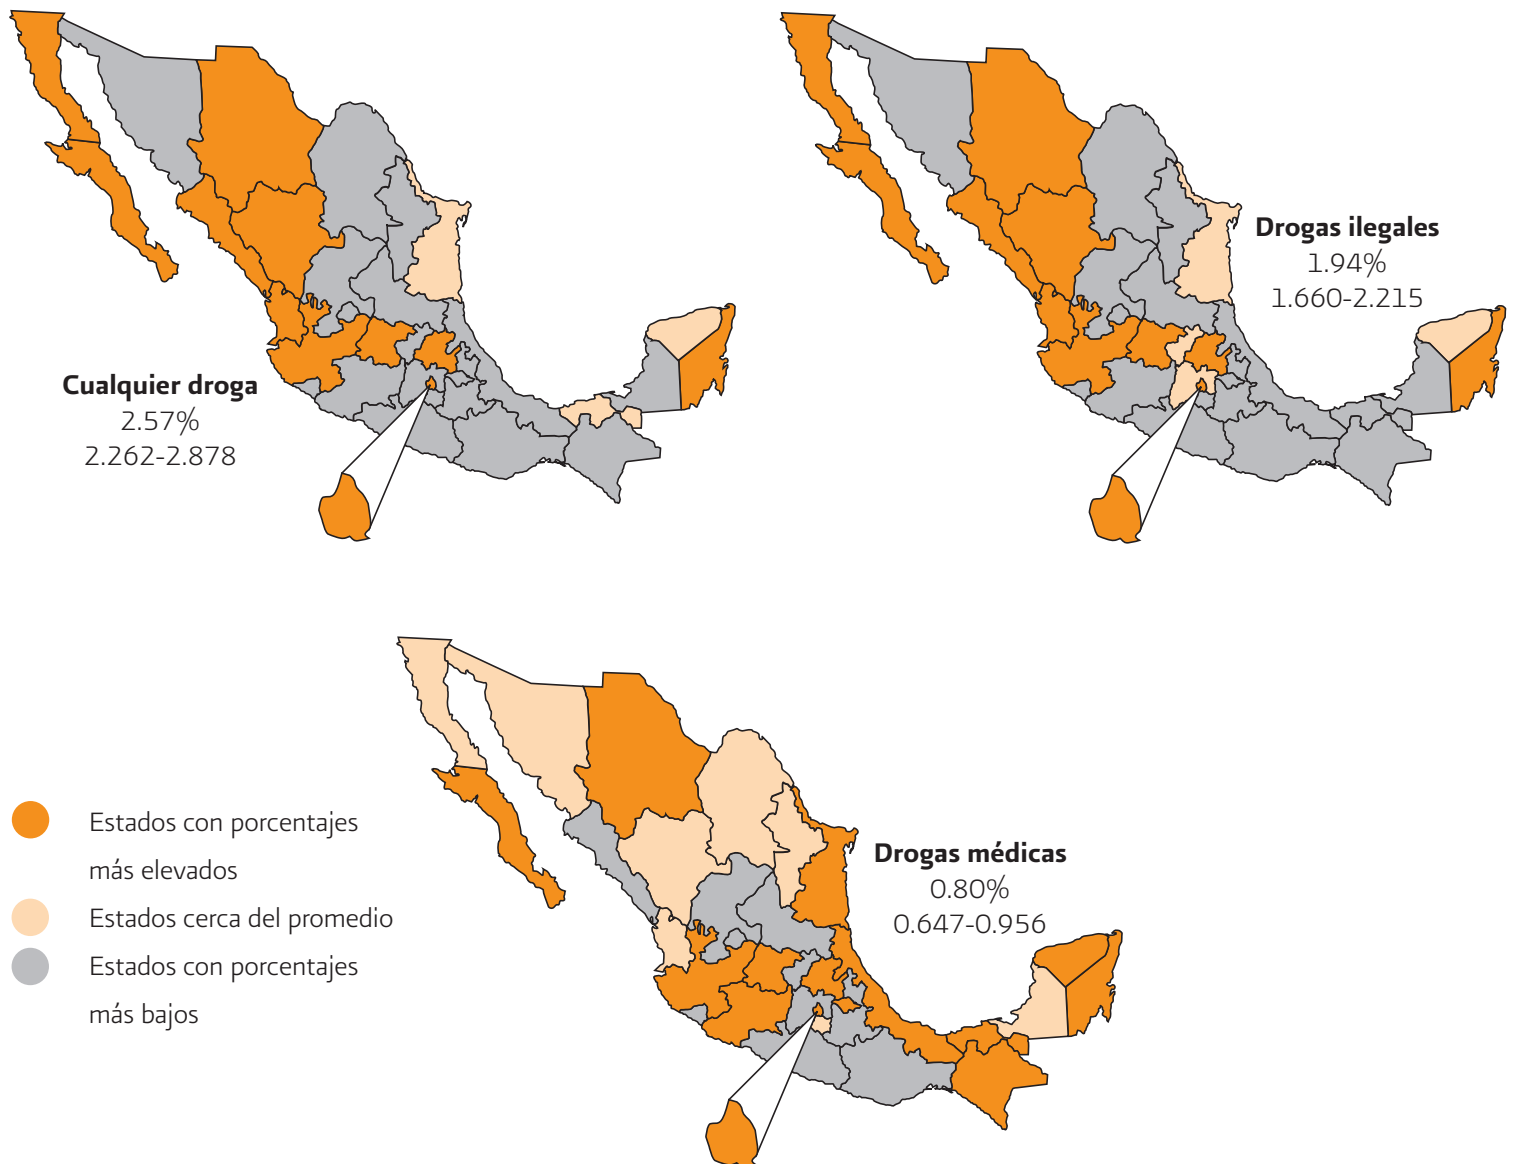 Cualquier droga
2.57%
2.262-2.878
Drogas ilegales
1.94%
1.660-2.215
Drogas médicas
0.80%
0.647-0.956
Estados con porcentajes
más elevados
Estados cerca del promedio
Estados con porcentajes
más bajos